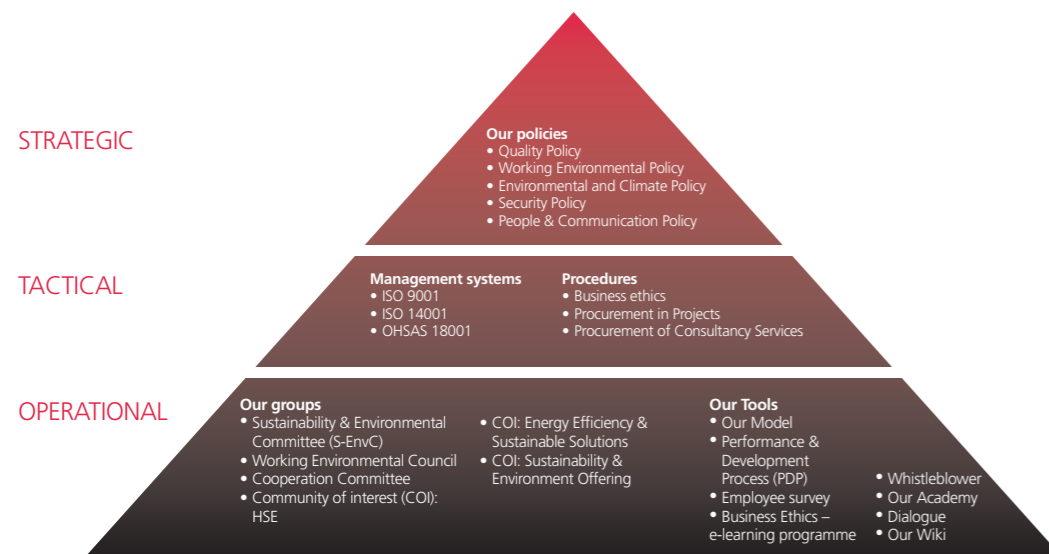 STRATEGIC
Our policies
• Quality Policy
• Working Environmental Policy
• Environmental and Climate Policy
• Security Policy
• People & Communication Policy
TACTICAL
Management systems
• ISO 9001
• ISO 14001
• OHSAS 18001
Procedures
• Business ethics
• Procurement in Projects
• Procurement of Consultancy Services
OPERATIONAL
Our groups
• Sustainability & Environmental
Committee (S-EnvC)
• Working Environmental Council
• Cooperation Committee
• Community of interest (COI):
HSE
• COI: Energy Efficiency &
Sustainable Solutions
• COI: Sustainability &
Environment Offering
Our Tools
• Our Model
• Performance &
Development
Process (PDP)
• Employee survey
• Business Ethics –
e-learning programme
• Whistleblower
• Our Academy
• Dialogue
• Our Wiki